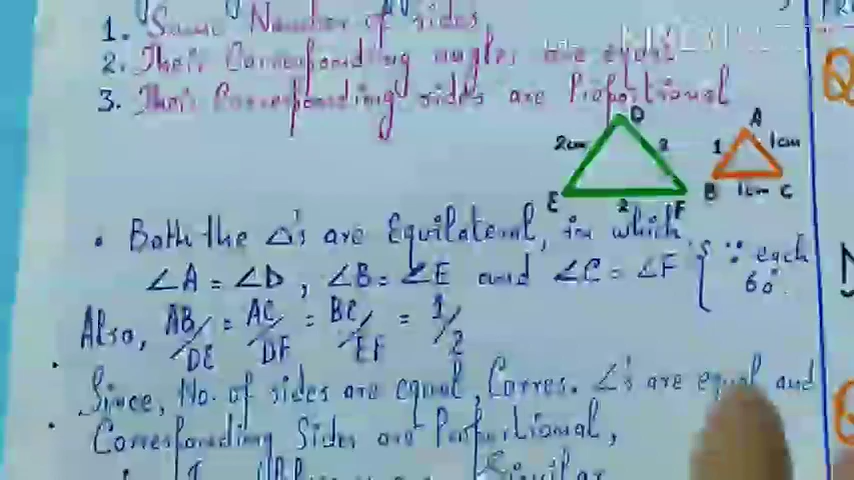 1. Same Number of sides,
2. Their Corresponding angles are equal
3. Their Corresponding sides are Proportional
D
A
2cm
2
1
1cm
E
2
F
B
1cm
C
• Both the Δ's are Equilateral, in which
∠A = ∠D , ∠B = ∠E and ∠C = ∠F { ∵ each 60°.
Also, AB/DE = AC/DF = BC/EF = 1/2
• Since, No. of sides are equal, Corres. ∠'s are equal and
• Corresponding Sides are Proportional,
Similar